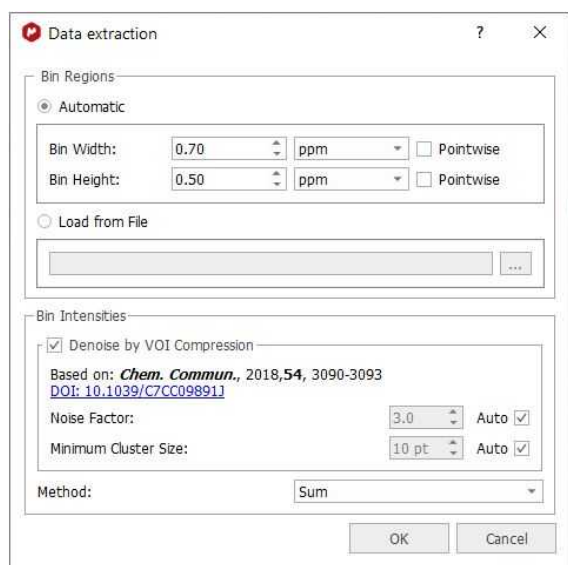 Data extraction
?
Bin Regions
Automatic
Bin Width: 0.70 ppm Pointwise
Bin Height: 0.50 ppm Pointwise
Load from File
...
Bin Intensities
Denoise by VOI Compression
Based on: Chem. Commun., 2018,54, 3090-3093
DOI: 10.1039/C7CC09891J
Noise Factor: 3.0 Auto
Minimum Cluster Size: 10 pt Auto
Method: Sum
OK Cancel